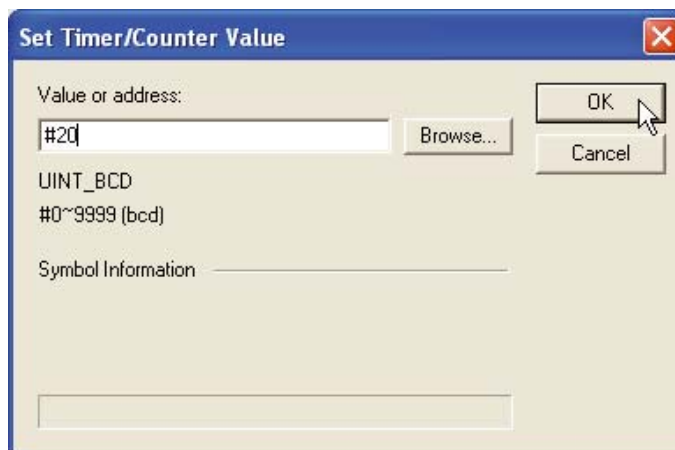 Set Timer/Counter Value
Value or address:
#20
Browse...
OK
Cancel
UINT_BCD
#0~9999 (bcd)
Symbol Information